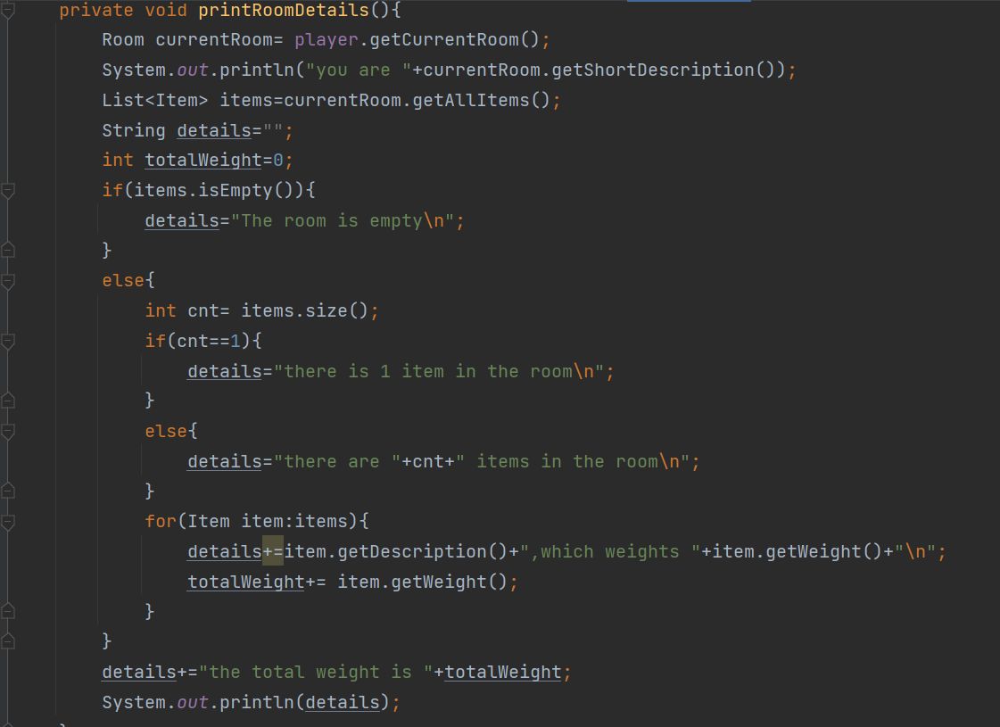 private void printRoomDetails(){
Room currentRoom= player.getCurrentRoom();
System.out.println("you are "+currentRoom.getShortDescription());
List<Item> items=currentRoom.getAllItems();
String details="";
int totalWeight=0;
if(items.isEmpty()){
details="The room is empty\n";
}
else{
int cnt= items.size();
if(cnt==1){
details="there is 1 item in the room\n";
}
else{
details="there are "+cnt+" items in the room\n";
}
for(Item item:items){
details+=item.getDescription()+",which weights "+item.getWeight()+"\n";
totalWeight+= item.getWeight();
}
}
details+="the total weight is "+totalWeight;
System.out.println(details);